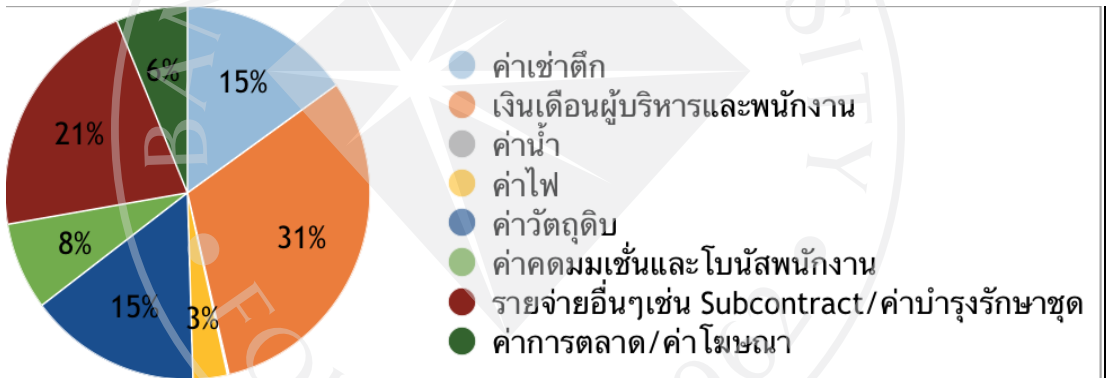 6%
15%
21%
31%
8%
15%
3%
ค่าเช่าตึก
เงินเดือนผู้บริหารและพนักงาน
ค่าน้ำ
ค่าไฟ
ค่าวัตถุดิบ
ค่าคดมมเชั่นและโบนัสพนักงาน
รายจ่ายอื่นๆเช่น Subcontract/ค่าบำรุงรักษาชุด
ค่าการตลาด/ค่าโฆษณา